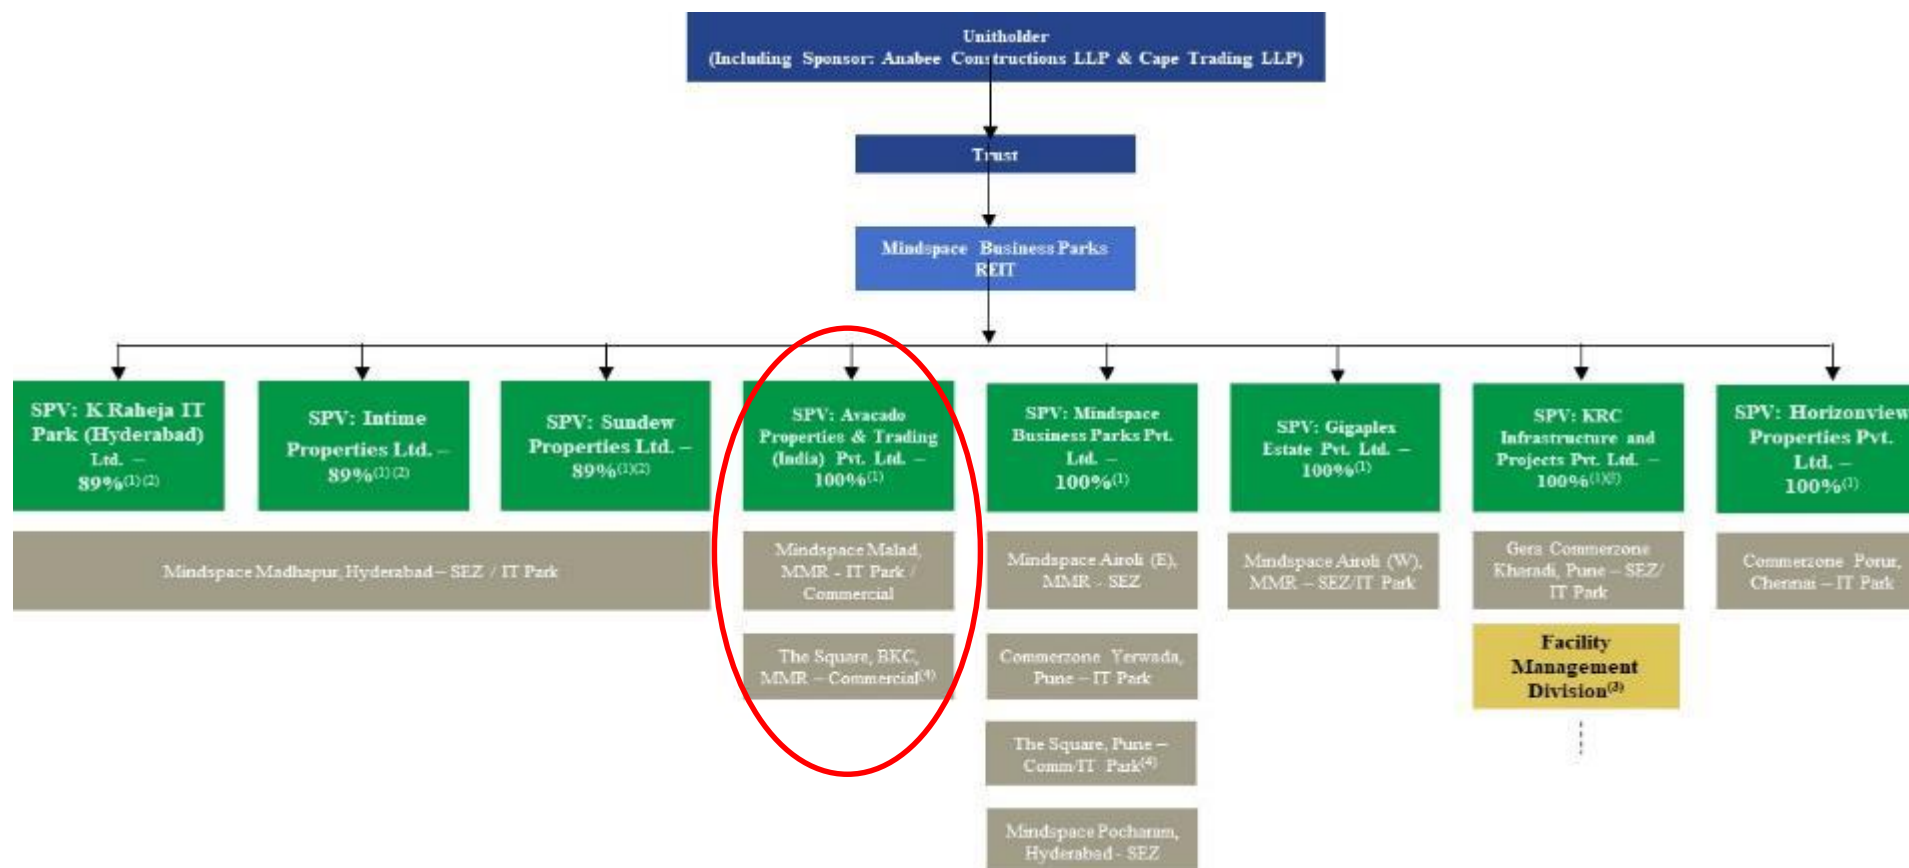 Unitholder
(Including Sponsor: Anabee Constructions LLP & Cape Trading LLP)
Trust
Mindspace Business Parks
REIT
SPV: K Raheja IT
Park (Hyderabad)
Ltd. –
89%(1)(2)
SPV: Intime
Properties Ltd. –
89%(1)(2)
SPV: Sundew
Properties Ltd. –
89%(1)(2)
SPV: Avacado
Properties & Trading
(India) Pvt. Ltd. –
100%(1)
SPV: Mindspace
Business Parks Pvt.
Ltd. –
100%(1)
SPV: Gigaplex
Estate Pvt. Ltd. –
100%(1)
SPV: KRC
Infrastructure and
Projects Pvt. Ltd. –
100%(1)(3)
SPV: Horizonview
Properties Pvt.
Ltd. –
100%(1)
Mindspace Madhapur, Hyderabad – SEZ / IT Park
Mindspace Malad,
MMR - IT Park /
Commercial
The Square, BKC,
MMR – Commercial(4)
Mindspace Airoli (E),
MMR - SEZ
Commerzone Yerwada,
Pune – IT Park
The Square, Pune –
Comm/IT Park(4)
Mindspace Pocharam,
Hyderabad - SEZ
Mindspace Airoli (W),
MMR – SEZ/IT Park
Gera Commerzone
Kharadi, Pune – SEZ/
IT Park
Facility
Management
Division(3)
Commerzone Porur,
Chennai – IT Park